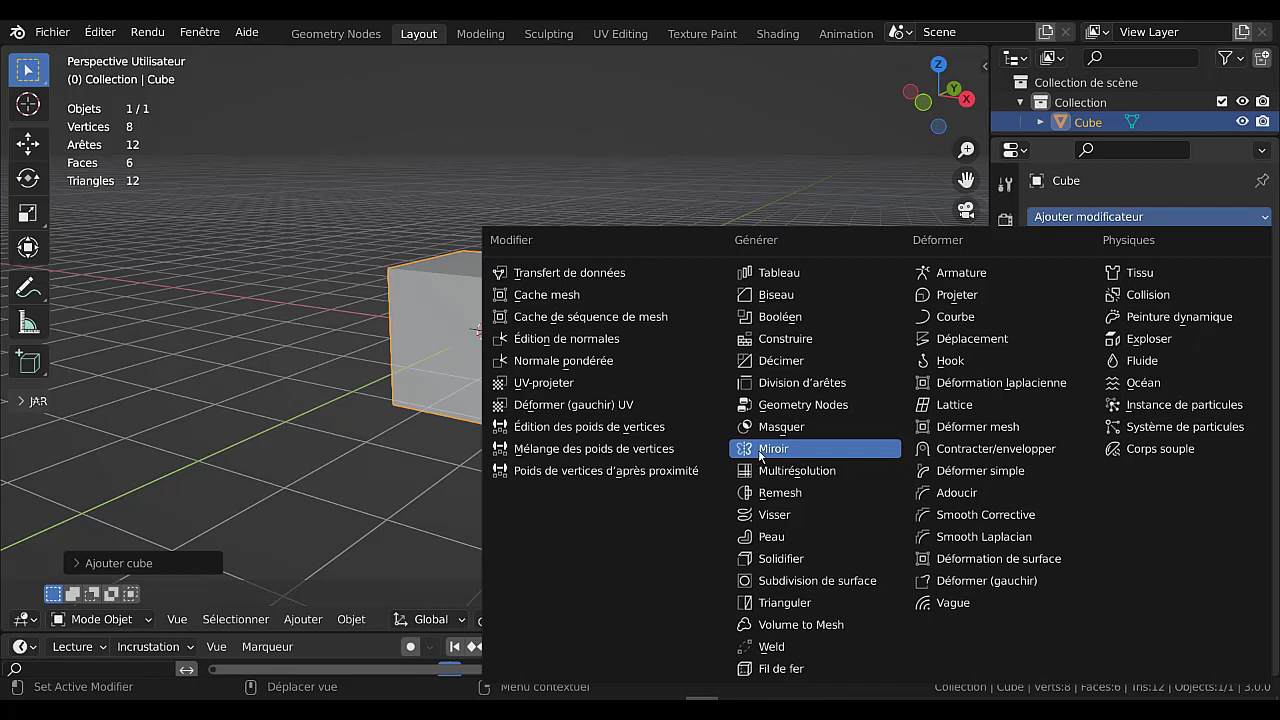 Fichier Éditer Rendu Fenêtre Aide Geometry Nodes Layout Modeling Sculpting UV Editing Texture Paint Shading Animation Scene View Layer
Perspective Utilisateur
(0) Collection | Cube
Objets 1 / 1
Vertices 8
Arêtes 12
Faces 6
Triangles 12
Z
Y
X
Collection de scène
Collection
Cube
Cube
Ajouter modificateur
Modifier
Transfert de données
Cache mesh
Cache de séquence de mesh
Édition de normales
Normale pondérée
UV-projeter
Déformer (gauchir) UV
Édition des poids de vertices
Mélange des poids de vertices
Poids de vertices d’après proximité
Générer
Tableau
Biseau
Booléen
Construire
Décimer
Division d’arêtes
Geometry Nodes
Masquer
Miroir
Multirésolution
Remesh
Visser
Peau
Solidifier
Subdivision de surface
Trianguler
Volume to Mesh
Weld
Fil de fer
Déformer
Armature
Projeter
Courbe
Déplacement
Hook
Déformation laplacienne
Lattice
Déformer mesh
Contracter/envelopper
Déformer simple
Adoucir
Smooth Corrective
Smooth Laplacian
Déformation de surface
Déformer (gauchir)
Vague
Physiques
Tissu
Collision
Peinture dynamique
Exploser
Fluide
Océan
Instance de particules
Système de particules
Corps souple
JAR
Ajouter cube
Mode Objet Vue Sélectionner Ajouter Objet Global
Lecture Incrustation Vue Marqueur
Set Active Modifier Déplacer vue Menu contextuel Collection | Cube | Verts:8 | Faces:6 | Tris:12 | Objects:1/1 | 3.0.0